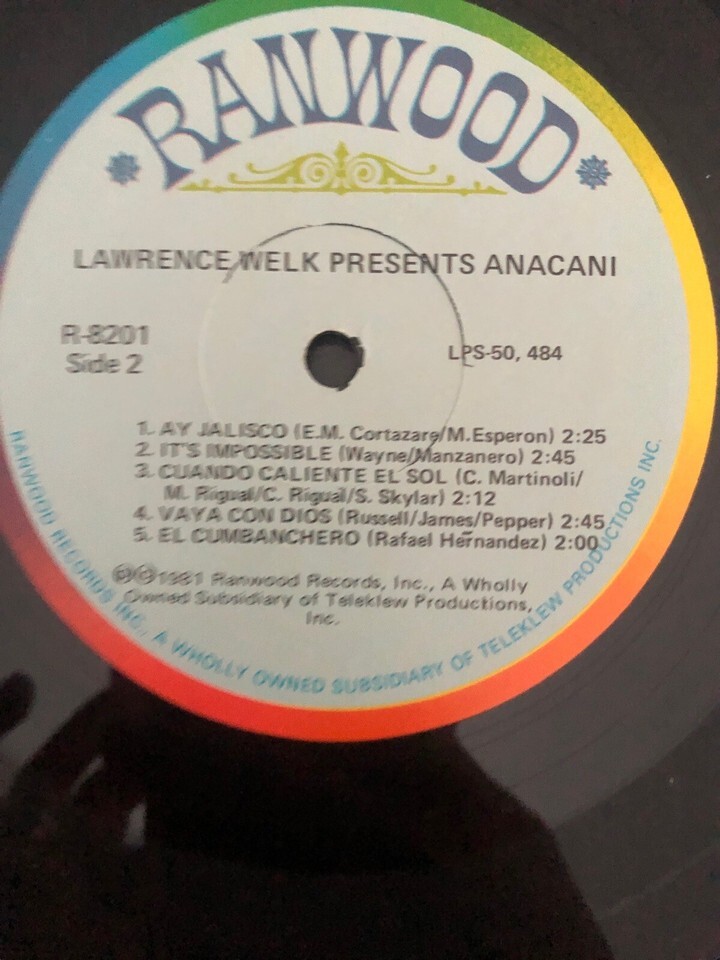 RANWOOD
LAWRENCE WELK PRESENTS ANACANI
R-8201
Side 2
LPS-50, 484
1. AY JALISCO (E.M. Cortazare/M.Esperon) 2:25
2. IT'S IMPOSSIBLE (Wayne/Manzanero) 2:45
3. CUANDO CALIENTE EL SOL (C. Martinoli/
M. Rigual/C. Rigual/S. Skylar) 2:12
4. VAYA CON DIOS (Russell/James/Pepper) 2:45
5. EL CUMBANCHERO (Rafael Hernandez) 2:00
℗©1981 Ranwood Records, Inc., A Wholly
Owned Subsidiary of Teleklew Productions,
Inc.
RANWOOD RECORDS INC., A WHOLLY OWNED SUBSIDIARY OF TELEKLEW PRODUCTIONS INC.